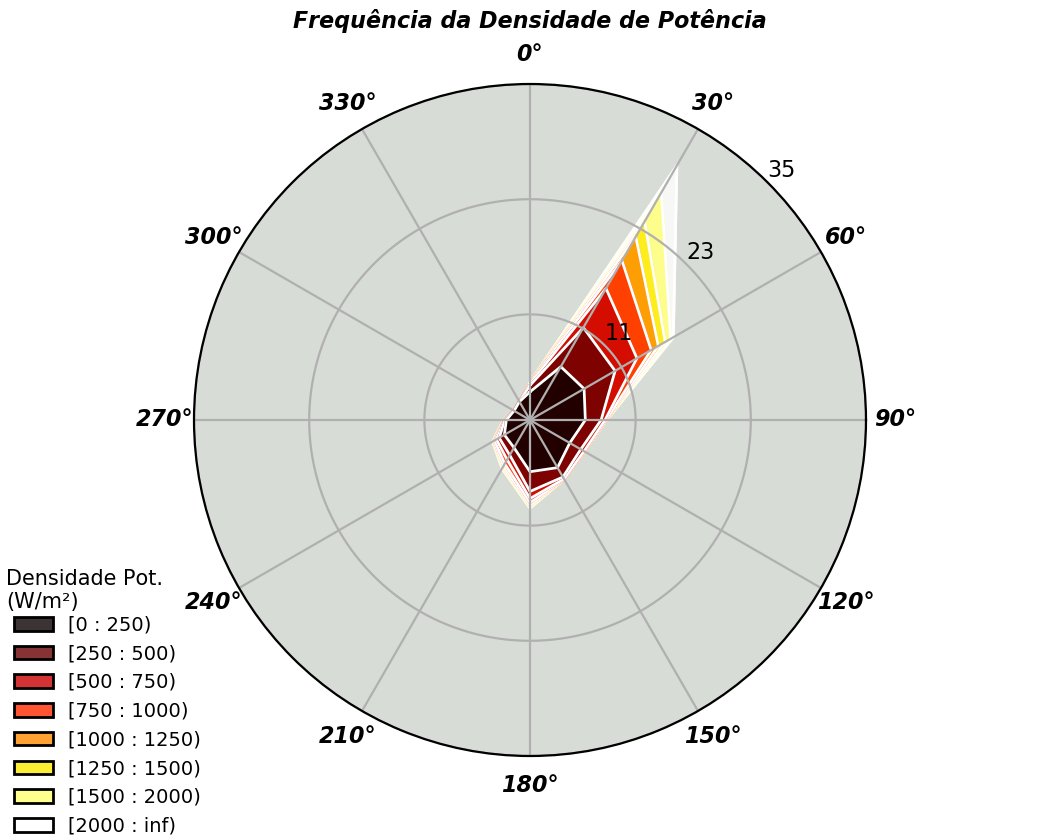 Frequência da Densidade de Potência
0°
330°
30°
35
300°
60°
23
11
270°
90°
240°
120°
210°
150°
180°
Densidade Pot.
(W/m²)
[0 : 250)
[250 : 500)
[500 : 750)
[750 : 1000)
[1000 : 1250)
[1250 : 1500)
[1500 : 2000)
[2000 : inf)